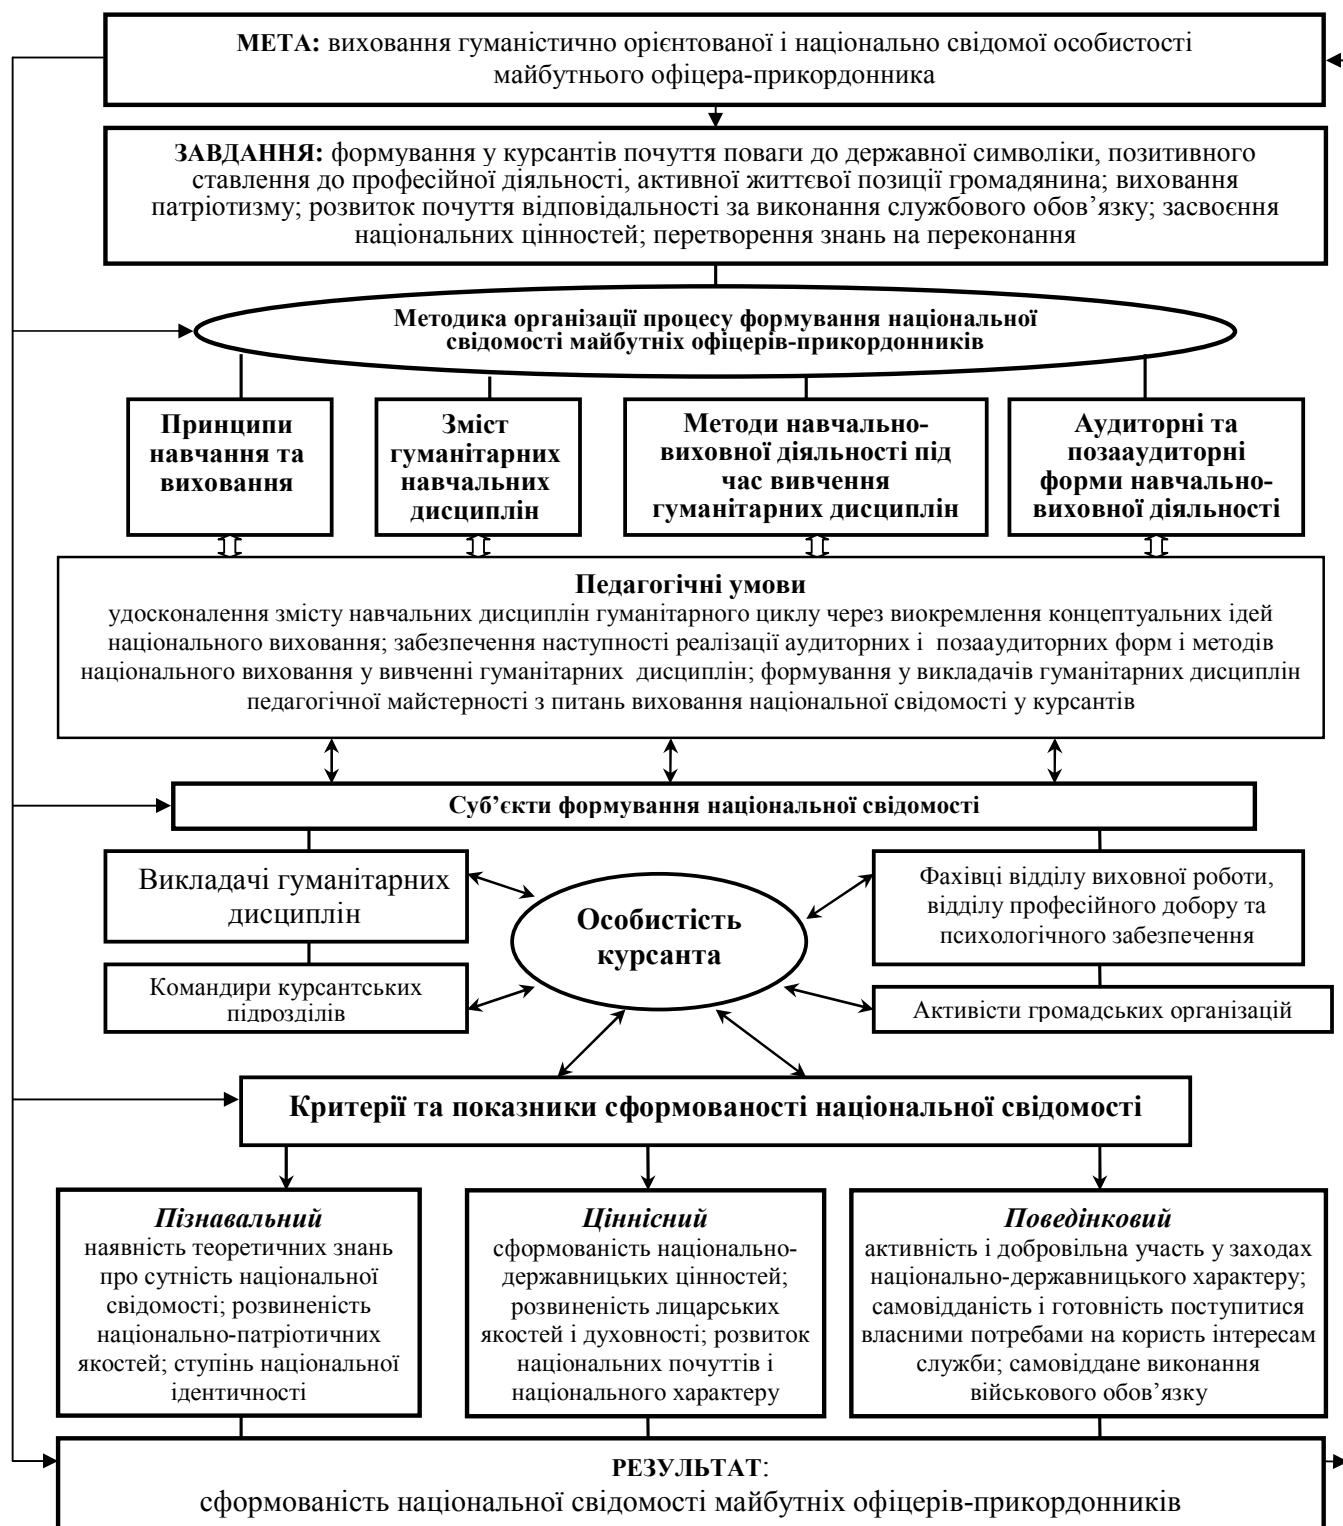 МЕТА: виховання гуманістично орієнтованої і національно свідомої особистості
майбутнього офіцера-прикордонника
ЗАВДАННЯ: формування у курсантів почуття поваги до державної символіки, позитивного
ставлення до професійної діяльності, активної життєвої позиції громадянина; виховання
патріотизму; розвиток почуття відповідальності за виконання службового обов’язку; засвоєння
національних цінностей; перетворення знань на переконання
Методика організації процесу формування національної
свідомості майбутніх офіцерів-прикордонників
Принципи
навчання та
виховання
Зміст
гуманітарних
навчальних
дисциплін
Методи навчально-
виховної діяльності під
час вивчення
гуманітарних дисциплін
Аудиторні та
позааудиторні
форми навчально-
виховної діяльності
Педагогічні умови
удосконалення змісту навчальних дисциплін гуманітарного циклу через виокремлення концептуальних ідей
національного виховання; забезпечення наступності реалізації аудиторних і позааудиторних форм і методів
національного виховання у вивченні гуманітарних дисциплін; формування у викладачів гуманітарних дисциплін
педагогічної майстерності з питань виховання національної свідомості у курсантів
Суб’єкти формування національної свідомості
Викладачі гуманітарних
дисциплін
Командири курсантських
підрозділів
Особистість
курсанта
Фахівці відділу виховної роботи,
відділу професійного добору та
психологічного забезпечення
Активісти громадських організацій
Критерії та показники сформованості національної свідомості
Пізнавальний
наявність теоретичних знань
про сутність національної
свідомості; розвиненість
національно-патріотичних
якостей; ступінь національної
ідентичності
Ціннісний
сформованість національно-
державницьких цінностей;
розвиненість лицарських
якостей і духовності; розвиток
національних почуттів і
національного характеру
Поведінковий
активність і добровільна участь у заходах
національно-державницького характеру;
самовідданість і готовність поступитися
власними потребами на користь інтересам
служби; самовіддане виконання
військового обов’язку
РЕЗУЛЬТАТ:
сформованість національної свідомості майбутніх офіцерів-прикордонників